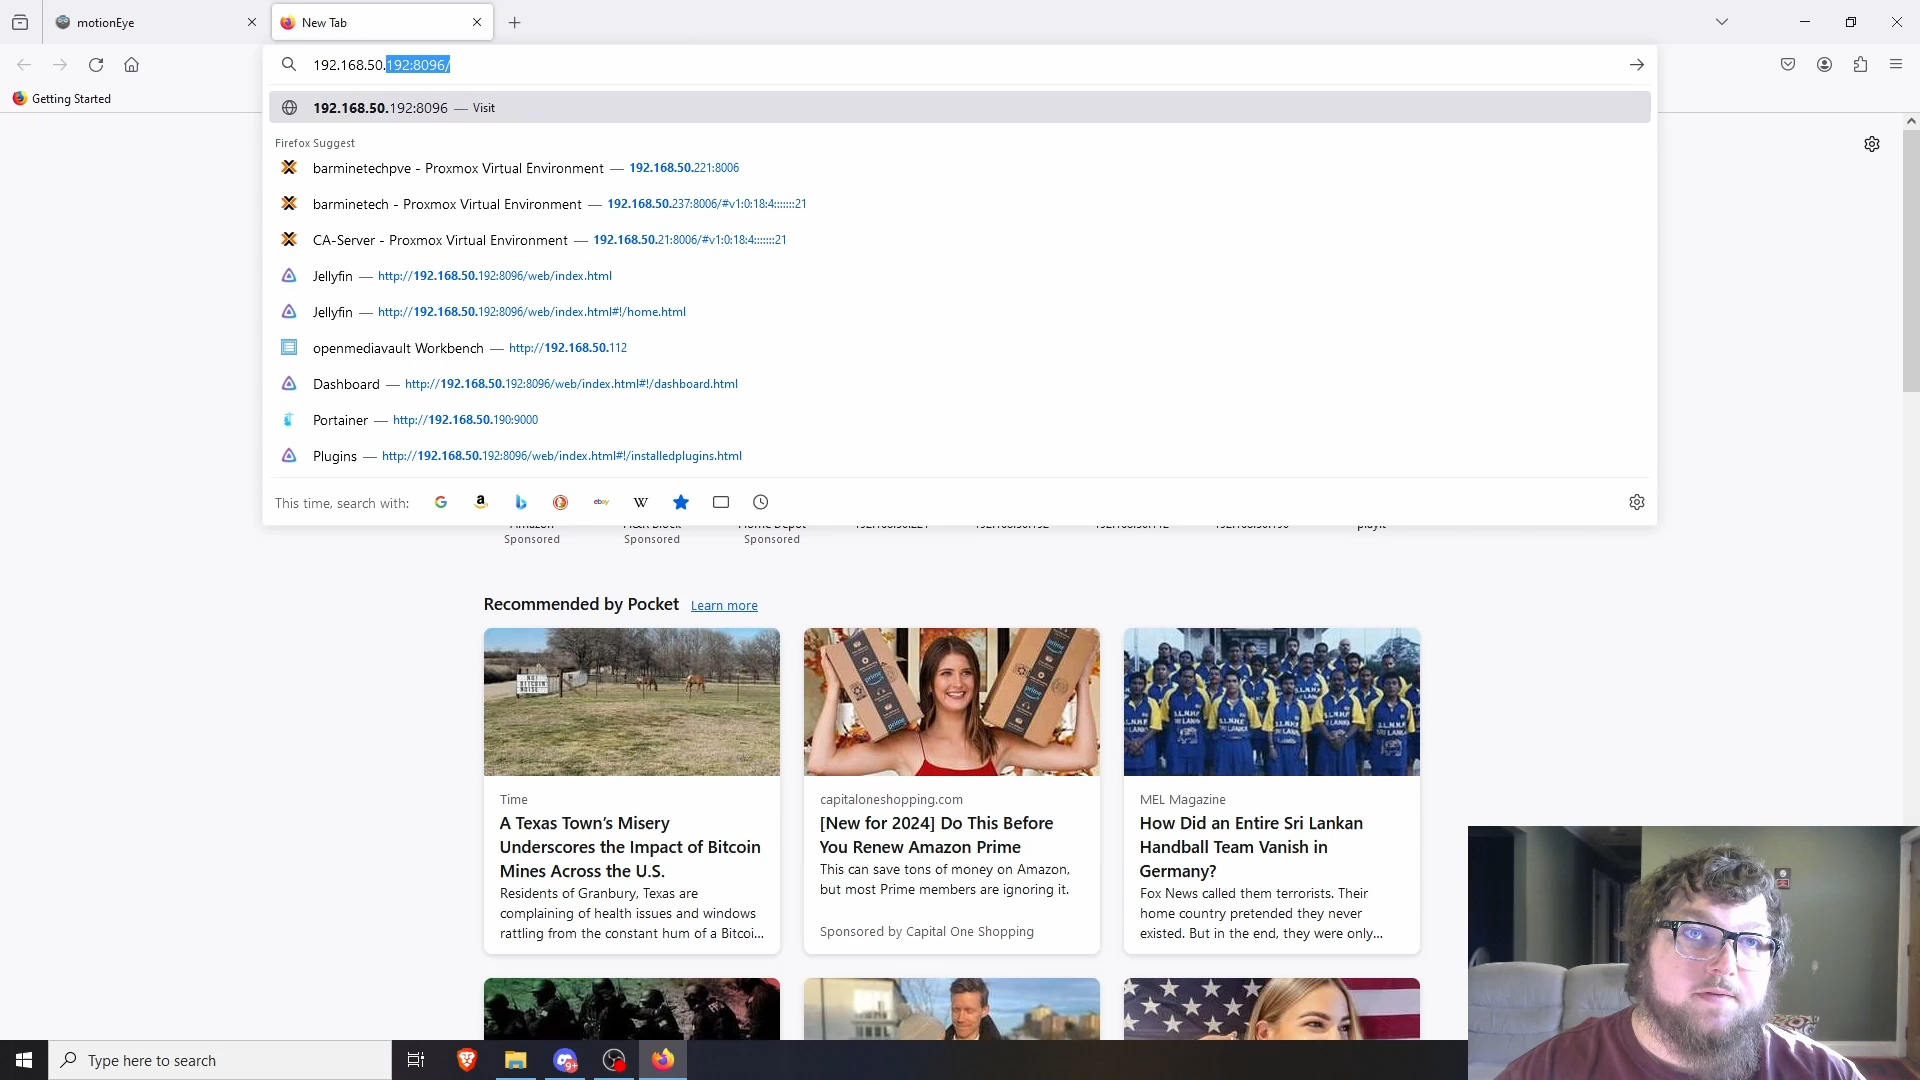 motionEye
New Tab
192.168.50.192:8096/
Getting Started
192.168.50.192:8096 — Visit
Firefox Suggest
barminetechpve - Proxmox Virtual Environment — 192.168.50.221:8006
barminetech - Proxmox Virtual Environment — 192.168.50.237:8006/#v1:0:18:4:::::::21
CA-Server - Proxmox Virtual Environment — 192.168.50.21:8006/#v1:0:18:4:::::::21
Jellyfin — http://192.168.50.192:8096/web/index.html
Jellyfin — http://192.168.50.192:8096/web/index.html#!/home.html
openmediavault Workbench — http://192.168.50.112
Dashboard — http://192.168.50.192:8096/web/index.html#!/dashboard.html
Portainer — http://192.168.50.190:9000
Plugins — http://192.168.50.192:8096/web/index.html#!/installedplugins.html
This time, search with:
ebay
W
Sponsored
Sponsored
Sponsored
Recommended by Pocket Learn more
NO
BITCOIN
NOISE
prime
prime
prime
Time
A Texas Town’s Misery
Underscores the Impact of Bitcoin
Mines Across the U.S.
Residents of Granbury, Texas are
complaining of health issues and windows
rattling from the constant hum of a Bitcoi...
capitaloneshopping.com
[New for 2024] Do This Before
You Renew Amazon Prime
This can save tons of money on Amazon,
but most Prime members are ignoring it.
Sponsored by Capital One Shopping
MEL Magazine
How Did an Entire Sri Lankan
Handball Team Vanish in
Germany?
Fox News called them terrorists. Their
home country pretended they never
existed. But in the end, they were only...
Type here to search
9+